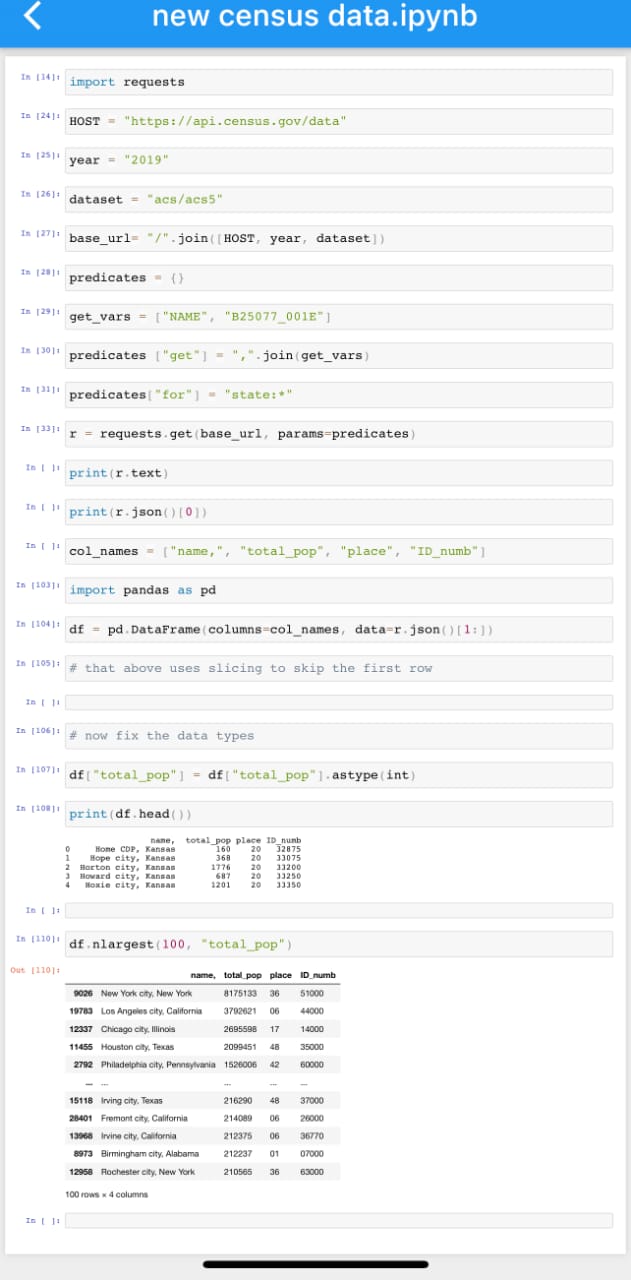 new census data.ipynb
In [14]: import requests
In [24]: HOST = "https://api.census.gov/data"
In [25]: year = "2019"
In [26]: dataset = "acs/acs5"
In [27]: base_url= "/".join([HOST, year, dataset])
In [28]: predicates = {}
In [29]: get_vars = ["NAME", "B25077_001E"]
In [30]: predicates ["get"] = ",".join(get_vars)
In [31]: predicates["for"] = "state:*"
In [33]: r = requests.get(base_url, params=predicates)
In [ ]: print(r.text)
In [ ]: print(r.json()[0])
In [ ]: col_names = ["name,", "total_pop", "place", "ID_numb"]
In [103]: import pandas as pd
In [104]: df = pd.DataFrame(columns=col_names, data=r.json()[1:])
In [105]: # that above uses slicing to skip the first row
In [ ]:
In [106]: # now fix the data types
In [107]: df["total_pop"] = df["total_pop"].astype(int)
In [108]: print(df.head())
name, total_pop place ID_numb
0 Home CDP, Kansas 160 20 32875
1 Hope city, Kansas 368 20 33075
2 Horton city, Kansas 1776 20 33200
3 Howard city, Kansas 687 20 33250
4 Hoxie city, Kansas 1201 20 33350
In [ ]:
In [110]: df.nlargest(100, "total_pop")
Out [110]:
name, total_pop place ID_numb
9026 New York city, New York 8175133 36 51000
19783 Los Angeles city, California 3792621 06 44000
12337 Chicago city, Illinois 2695598 17 14000
11455 Houston city, Texas 2099451 48 35000
2792 Philadelphia city, Pennsylvania 1526006 42 60000
... ... ... ... ...
15118 Irving city, Texas 216290 48 37000
28401 Fremont city, California 214089 06 26000
13968 Irvine city, California 212375 06 36770
8973 Birmingham city, Alabama 212237 01 07000
12958 Rochester city, New York 210565 36 63000
100 rows × 4 columns
In [ ]: